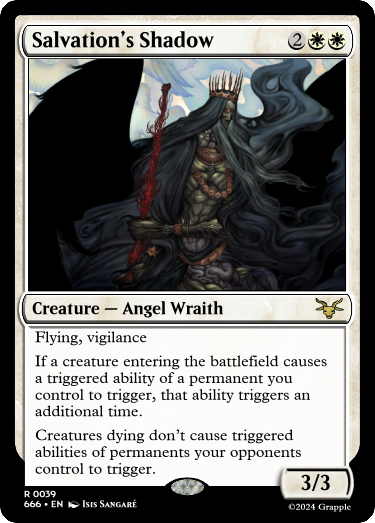 Salvation's Shadow 2
Creature — Angel Wraith
Flying, vigilance
If a creature entering the battlefield causes
a triggered ability of a permanent you
control to trigger, that ability triggers an
additional time.
Creatures dying don't cause triggered
abilities of permanents your opponents
control to trigger.
3/3
R 0039
666 • EN Isis Sangaré
©2024 Grapple